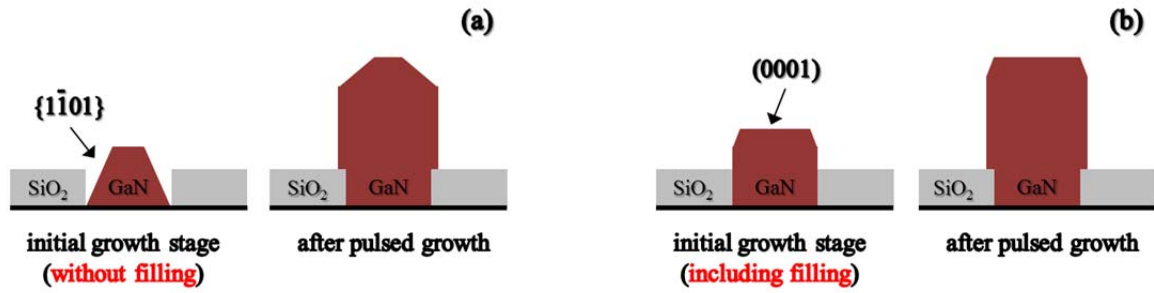 (a)
{11̄01}
SiO2 GaN
SiO2 GaN
initial growth stage
(without filling)
after pulsed growth
(b)
(0001)
SiO2 GaN
SiO2 GaN
initial growth stage
(including filling)
after pulsed growth